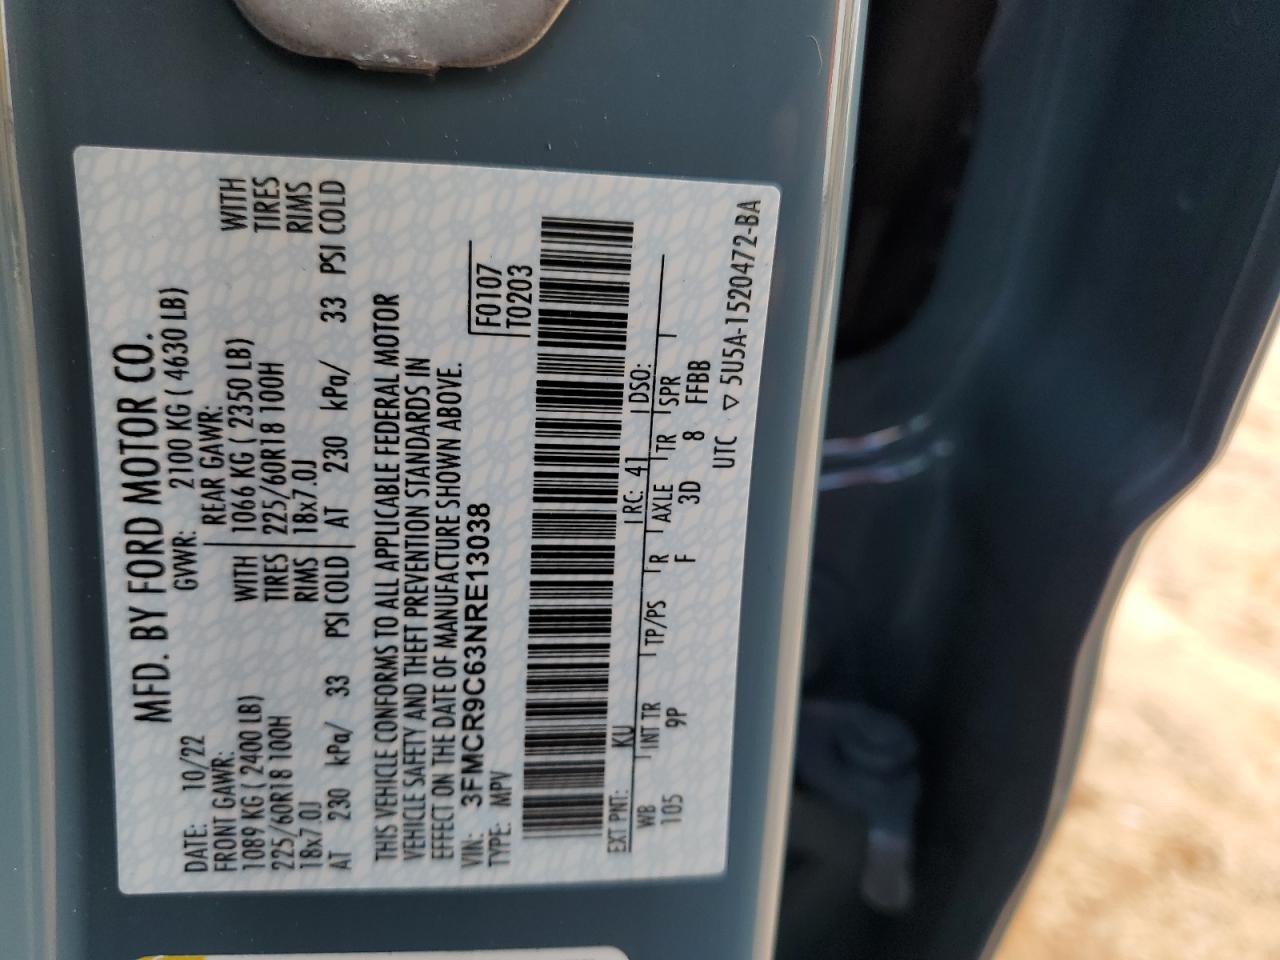 MFD. BY FORD MOTOR CO.
DATE: 10/22 GVWR: 2100 KG ( 4630 LB)
FRONT GAWR: REAR GAWR:
1089 KG ( 2400 LB) WITH 1066 KG ( 2350 LB) WITH
225/60R18 100H TIRES 225/60R18 100H TIRES
18x7.0J RIMS 18x7.0J RIMS
AT 230 kPa/ 33 PSI COLD AT 230 kPa/ 33 PSI COLD
THIS VEHICLE CONFORMS TO ALL APPLICABLE FEDERAL MOTOR
VEHICLE SAFETY AND THEFT PREVENTION STANDARDS IN
EFFECT ON THE DATE OF MANUFACTURE SHOWN ABOVE.
VIN: 3FMCR9C63NRE13038 F0107
TYPE: MPV T0203
EXT PNT: KU RC: 41 DSO:
WB INT TR TP/PS R AXLE TR SPR
105 9P F 3D 8 FFBB
UTC ▽ 5U5A-1520472-BA